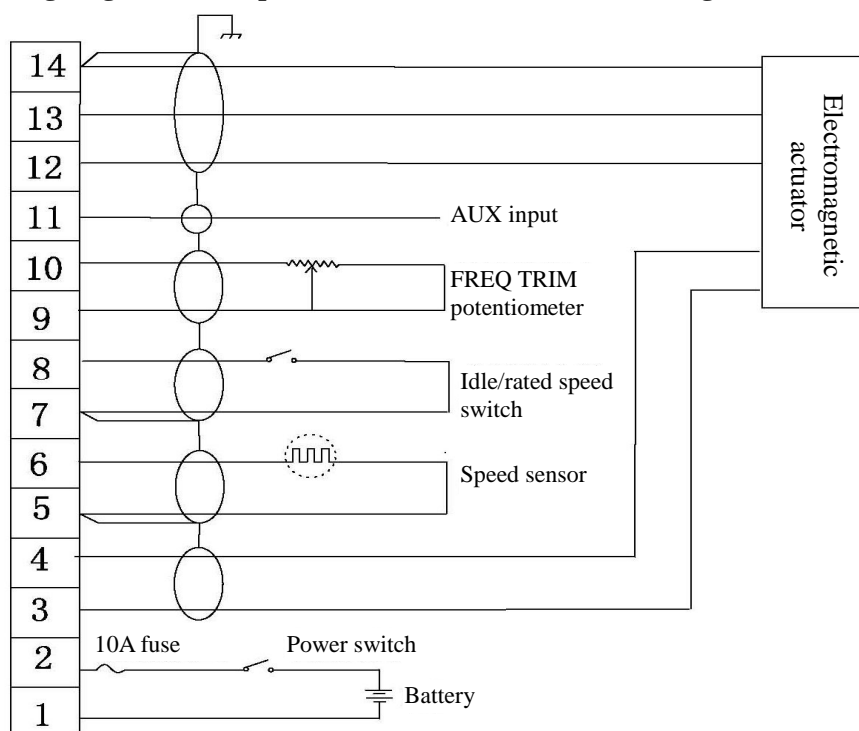 14
13
12
11
10
9
8
7
6
5
4
3
2
1
Electromagnetic
actuator
AUX input
FREQ TRIM
potentiometer
Idle/rated speed
switch
Speed sensor
10A fuse
Power switch
Battery